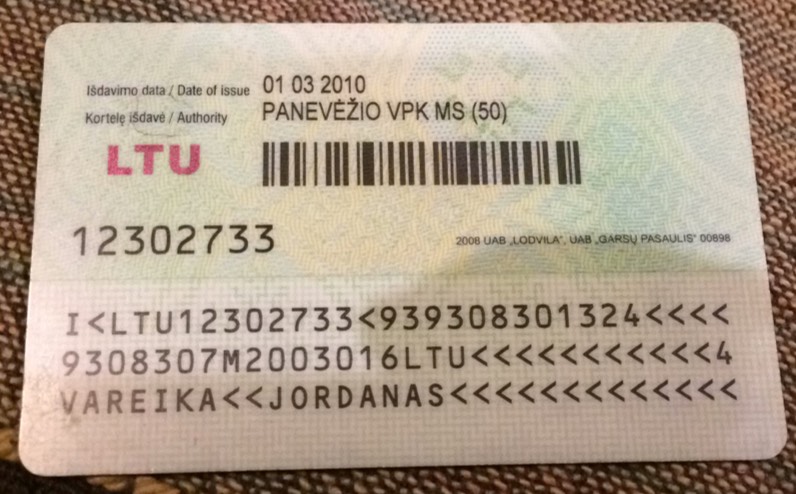 Išdavimo data / Date of issue 01 03 2010
Kortelę išdavė / Authority PANEVĖŽIO VPK MS (50)
LTU
12302733
2008 UAB „LODVILA“, UAB „GARSŲ PASAULIS“ 00898
I<LTU12302733<939308301324<<<<
9308307M2003016LTU<<<<<<<<<<<4
VAREIKA<<JORDANAS<<<<<<<<<<<<<